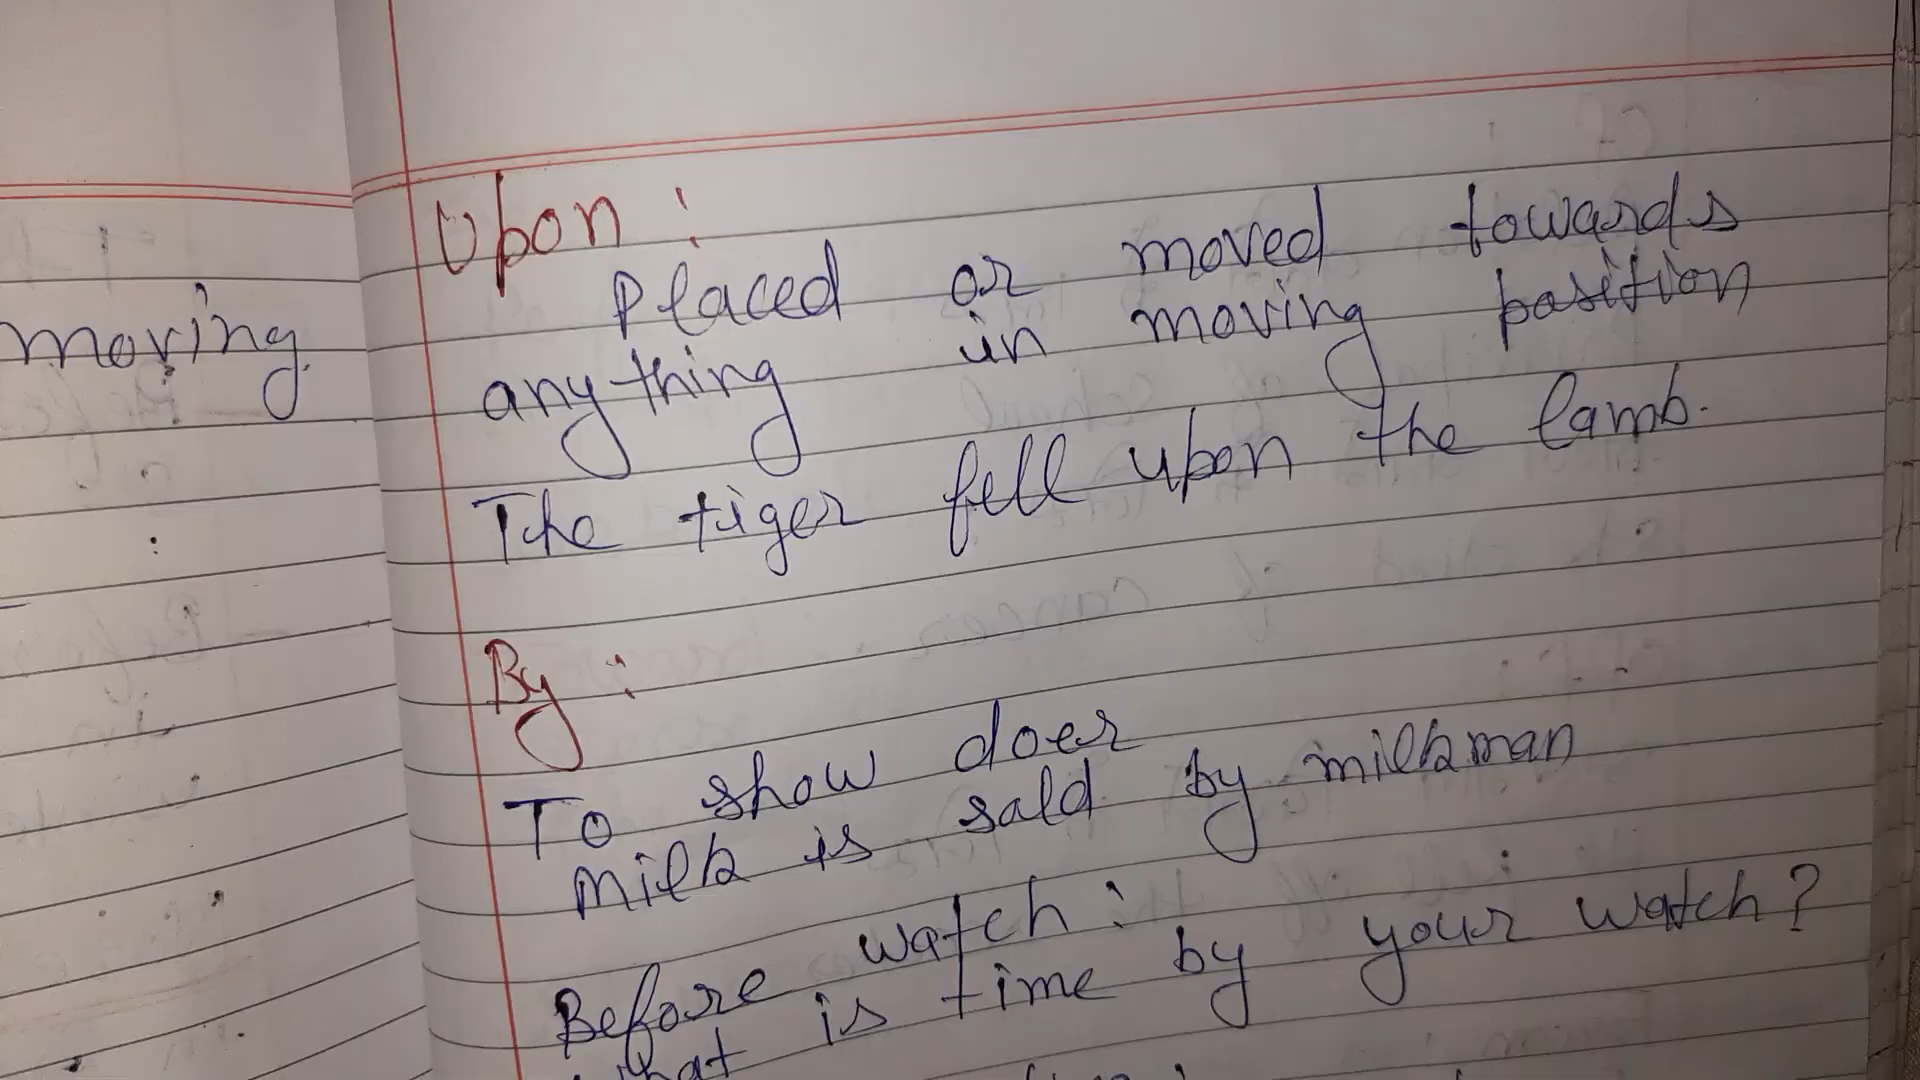 moving.
Upon :
Placed or moved towards
anything in moving position
The tiger fell upon the lamb.
By :
To show doer
Milk is sald by milkman
Before watch :
What is time by your watch?